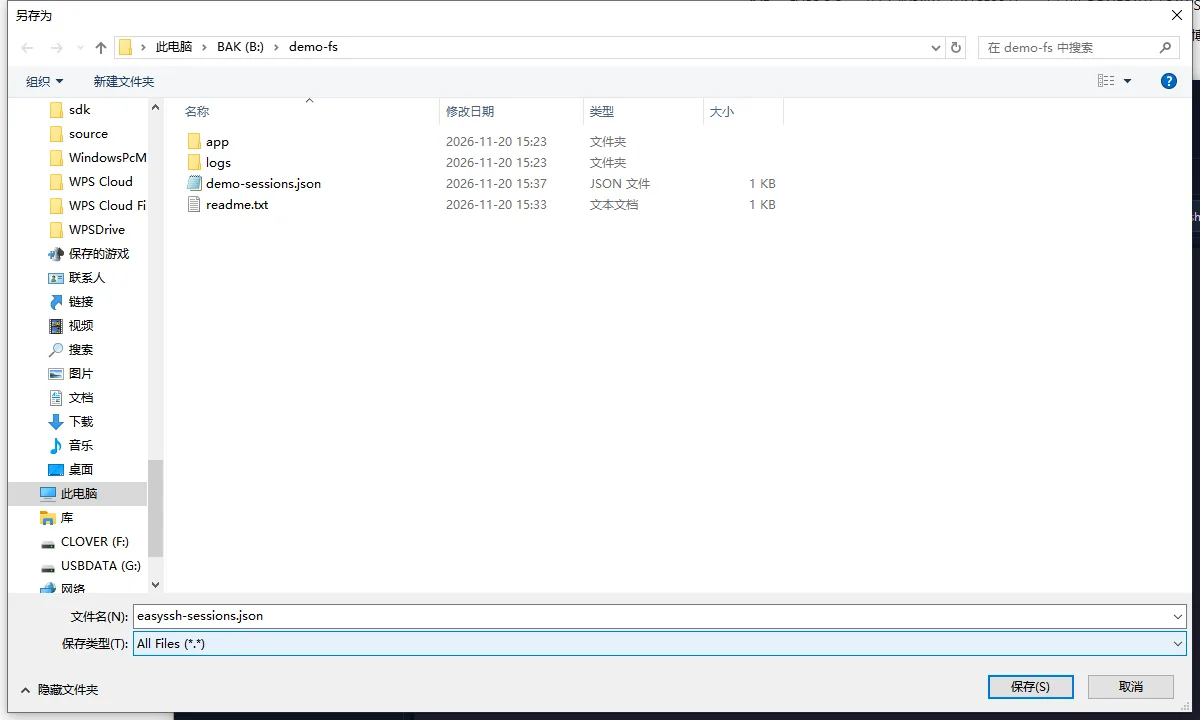 另存为
此电脑 BAK (B:) demo-fs
在 demo-fs 中搜索
组织 新建文件夹
名称 修改日期 类型 大小
app 2026-11-20 15:23 文件夹
logs 2026-11-20 15:23 文件夹
demo-sessions.json 2026-11-20 15:37 JSON 文件 1 KB
readme.txt 2026-11-20 15:33 文本文档 1 KB
sdk
source
WindowsPcM
WPS Cloud
WPS Cloud Fi
WPSDrive
保存的游戏
联系人
链接
视频
搜索
图片
文档
下载
音乐
桌面
此电脑
库
CLOVER (F:)
USBDATA (G:)
网络
文件名(N): easyssh-sessions.json
保存类型(T): All Files (*.*)
隐藏文件夹
保存(S) 取消